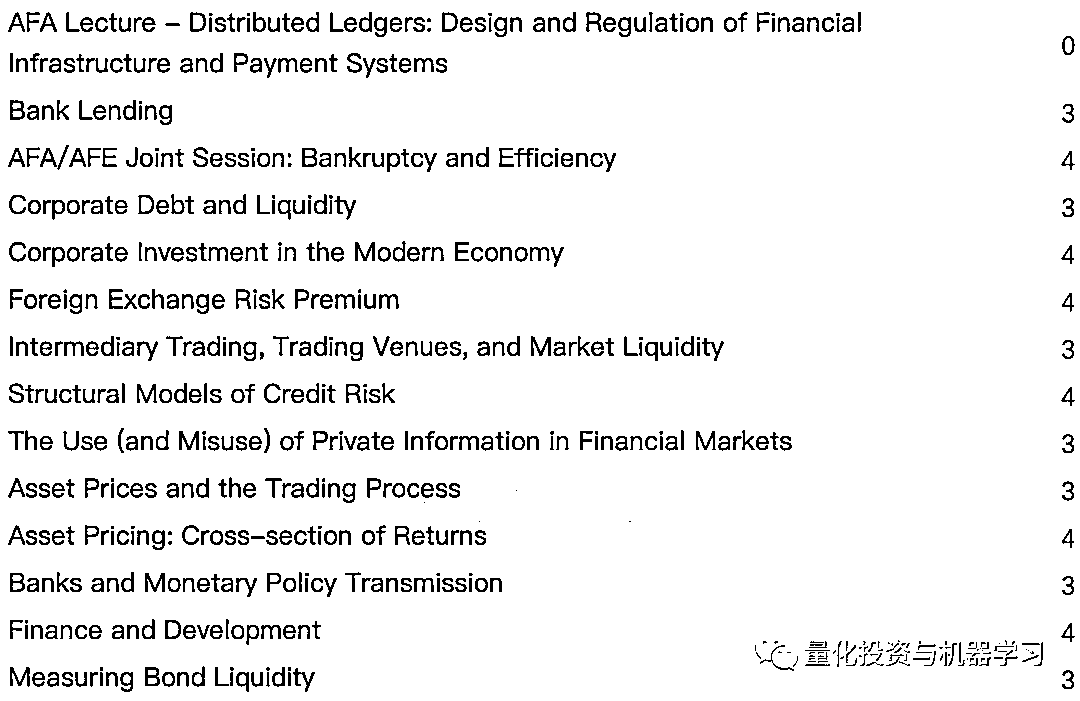 AFA Lecture – Distributed Ledgers: Design and Regulation of Financial
Infrastructure and Payment Systems 0
Bank Lending 3
AFA/AFE Joint Session: Bankruptcy and Efficiency 4
Corporate Debt and Liquidity 3
Corporate Investment in the Modern Economy 4
Foreign Exchange Risk Premium 4
Intermediary Trading, Trading Venues, and Market Liquidity 3
Structural Models of Credit Risk 4
The Use (and Misuse) of Private Information in Financial Markets 3
Asset Prices and the Trading Process 3
Asset Pricing: Cross–section of Returns 4
Banks and Monetary Policy Transmission 3
Finance and Development 4
量化投资与机器学习
Measuring Bond Liquidity 3